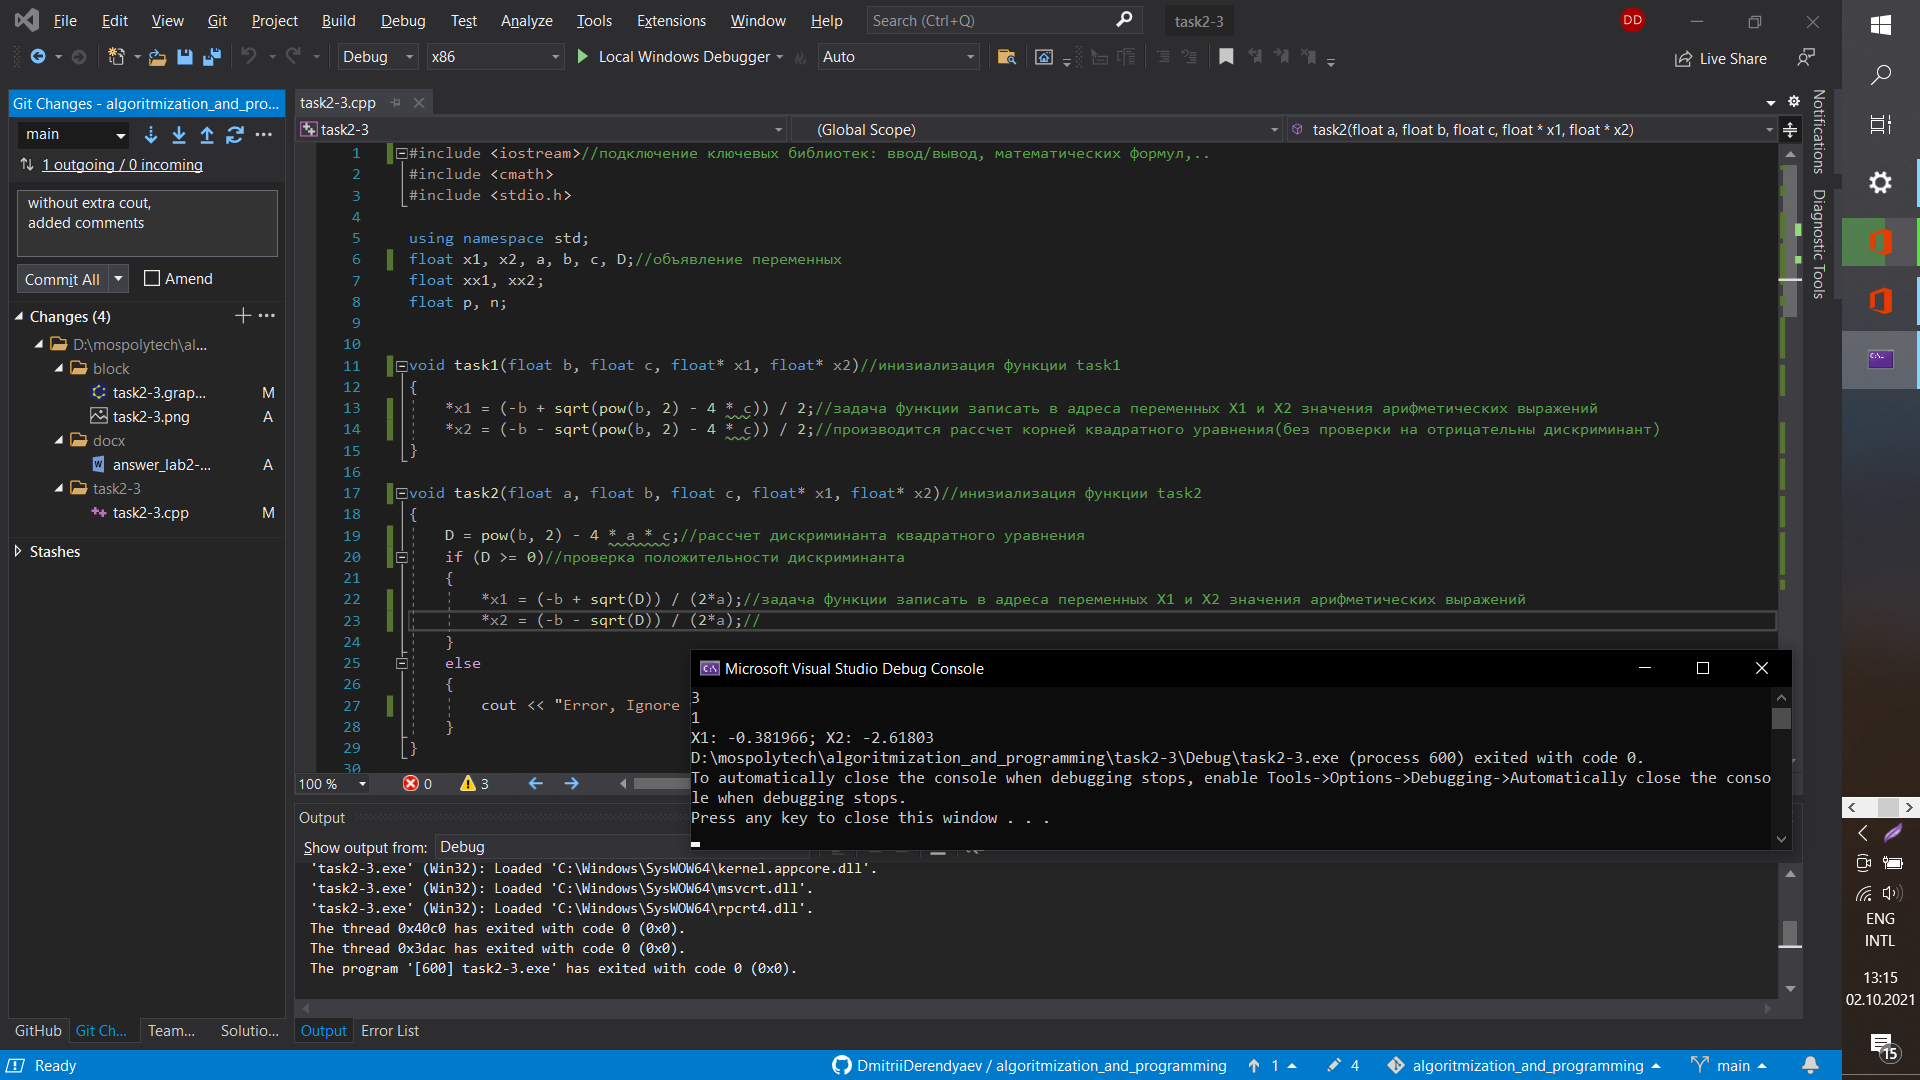 File Edit View Git Project Build Debug Test Analyze Tools Extensions Window Help Search (Ctrl+Q) task2-3 DD
Debug x86 Local Windows Debugger Auto Live Share
Git Changes - algoritmization_and_pro...
main
1 outgoing / 0 incoming
without extra cout,
added comments
Commit All Amend
Changes (4)
D:\mospolytech\al...
block
task2-3.grap... M
task2-3.png A
docx
answer_lab2-... A
task2-3
task2-3.cpp M
Stashes
task2-3.cpp
task2-3 (Global Scope) task2(float a, float b, float c, float * x1, float * x2)
1 #include <iostream>//подключение ключевых библиотек: ввод/вывод, математических формул,..
2 #include <cmath>
3 #include <stdio.h>
4
5 using namespace std;
6 float x1, x2, a, b, c, D;//объявление переменных
7 float xx1, xx2;
8 float p, n;
9
10
11 void task1(float b, float c, float* x1, float* x2)//инизиализация функции task1
12 {
13 *x1 = (-b + sqrt(pow(b, 2) - 4 * c)) / 2;//задача функции записать в адреса переменных X1 и X2 значения арифметических выражений
14 *x2 = (-b - sqrt(pow(b, 2) - 4 * c)) / 2;//производится рассчет корней квадратного уравнения(без проверки на отрицательны дискриминант)
15 }
16
17 void task2(float a, float b, float c, float* x1, float* x2)//инизиализация функции task2
18 {
19 D = pow(b, 2) - 4 * a * c;//рассчет дискриминанта квадратного уравнения
20 if (D >= 0)//проверка положительности дискриминанта
21 {
22 *x1 = (-b + sqrt(D)) / (2*a);//задача функции записать в адреса переменных X1 и X2 значения арифметических выражений
23 *x2 = (-b - sqrt(D)) / (2*a);//
24 }
25 else
26 {
27 cout << "Error, Ignore
28 }
29 }
30
100 % 0 3
Microsoft Visual Studio Debug Console
3
1
X1: -0.381966; X2: -2.61803
D:\mospolytech\algoritmization_and_programming\task2-3\Debug\task2-3.exe (process 600) exited with code 0.
To automatically close the console when debugging stops, enable Tools->Options->Debugging->Automatically close the conso
le when debugging stops.
Press any key to close this window . . .
Output
Show output from: Debug
'task2-3.exe' (Win32): Loaded 'C:\Windows\SysWOW64\kernel.appcore.dll'.
'task2-3.exe' (Win32): Loaded 'C:\Windows\SysWOW64\msvcrt.dll'.
'task2-3.exe' (Win32): Loaded 'C:\Windows\SysWOW64\rpcrt4.dll'.
The thread 0x40c0 has exited with code 0 (0x0).
The thread 0x3dac has exited with code 0 (0x0).
The program '[600] task2-3.exe' has exited with code 0 (0x0).
GitHub Git Ch... Team... Solutio... Output Error List
Ready DmitriiDerendyaev / algoritmization_and_programming 1 4 algoritmization_and_programming main
Notifications
Diagnostic Tools
ENG
INTL
13:15
02.10.2021
15